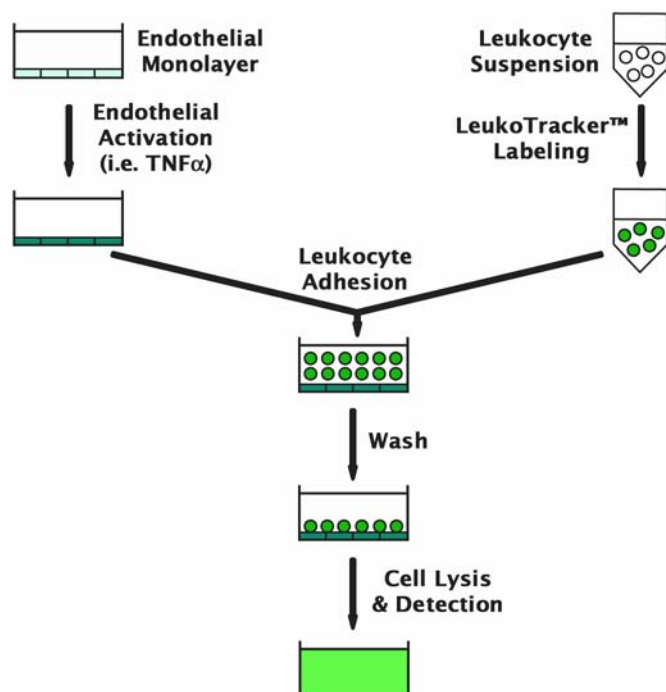 Endothelial
Monolayer
Leukocyte
Suspension
Endothelial
Activation
(i.e. TNFα)
LeukoTracker™
Labeling
Leukocyte
Adhesion
Wash
Cell Lysis
& Detection